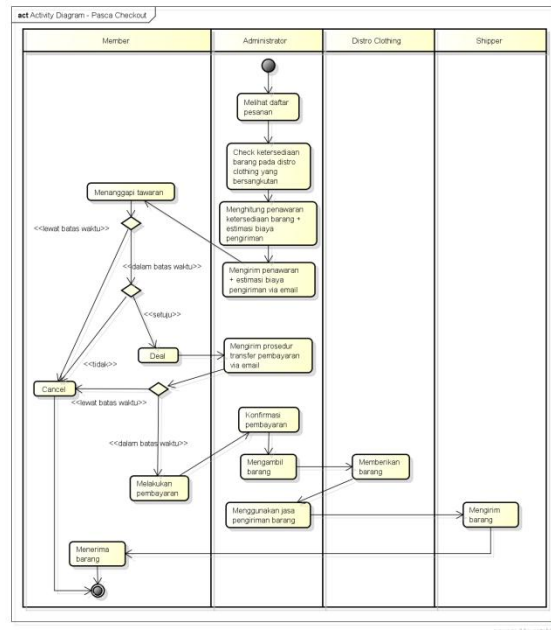 act Activity Diagram - Pasca Checkout
Member
Administrator
Distro Clothing
Shipper
Melihat daftar
pesanan
Check ketersediaan
barang pada distro
clothing yang
bersangkutan
Menanggapi tawaran
Menghitung penawaran
ketersediaan barang +
estimasi biaya
pengiriman
<<lewat batas waktu>>
<<dalam batas waktu>>
Mengirim penawaran
+ estimasi biaya
pengiriman via email
<<setuju>>
Deal
Mengirim prosedur
transfer pembayaran
via email
<<tidak>>
Cancel
<<lewat batas waktu>>
Konfirmasi
pembayaran
<<dalam batas waktu>>
Mengambil
barang
Memberikan
barang
Melakukan
pembayaran
Menggunakan jasa
pengiriman barang
Mengirim
barang
Menerima
barang